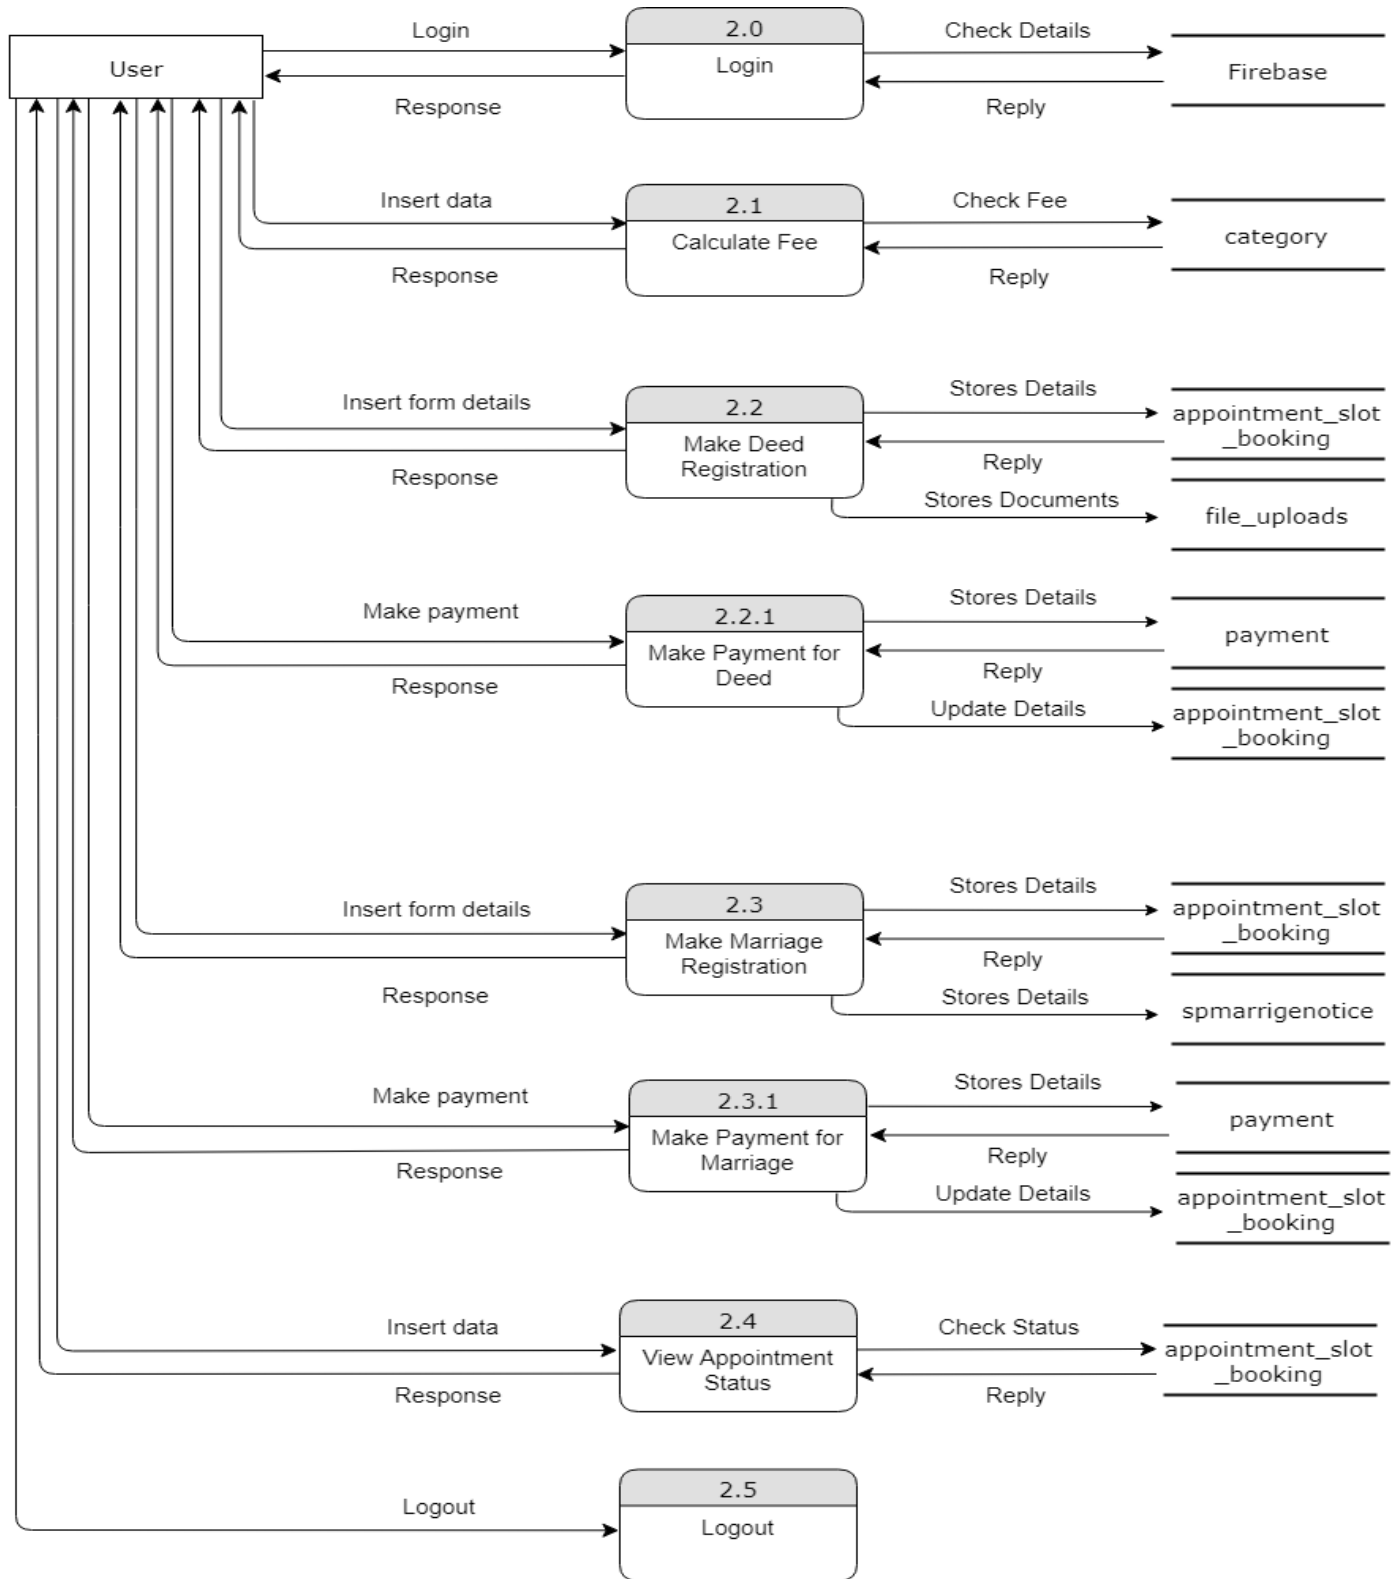 Login
2.0
Check Details
User
Login
Firebase
Response
Reply
Insert data
2.1
Check Fee
Calculate Fee
category
Response
Reply
Insert form details
2.2
Stores Details
Make Deed
Registration
appointment_slot
_booking
Response
Reply
Stores Documents
file_uploads
Make payment
2.2.1
Stores Details
Make Payment for
Deed
payment
Response
Reply
Update Details
appointment_slot
_booking
Insert form details
2.3
Stores Details
Make Marriage
Registration
appointment_slot
_booking
Response
Reply
Stores Details
spmarrigenotice
Make payment
2.3.1
Stores Details
Make Payment for
Marriage
payment
Response
Reply
Update Details
appointment_slot
_booking
Insert data
2.4
Check Status
View Appointment
Status
appointment_slot
_booking
Response
Reply
Logout
2.5
Logout